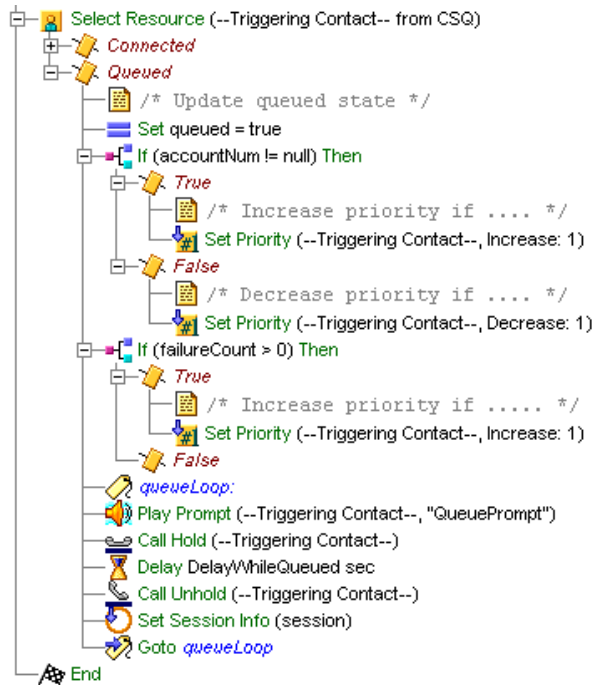 Select Resource (--Triggering Contact-- from CSQ)
Connected
Queued
/* Update queued state */
Set queued = true
If (accountNum != null) Then
True
/* Increase priority if .... */
Set Priority (--Triggering Contact--, Increase: 1)
False
/* Decrease priority if .... */
Set Priority (--Triggering Contact--, Decrease: 1)
If (failureCount > 0) Then
True
/* Increase priority if ..... */
Set Priority (--Triggering Contact--, Increase: 1)
False
queueLoop:
Play Prompt (--Triggering Contact--, "QueuePrompt")
Call Hold (--Triggering Contact--)
Delay DelayWhileQueued sec
Call Unhold (--Triggering Contact--)
Set Session Info (session)
Goto queueLoop
End